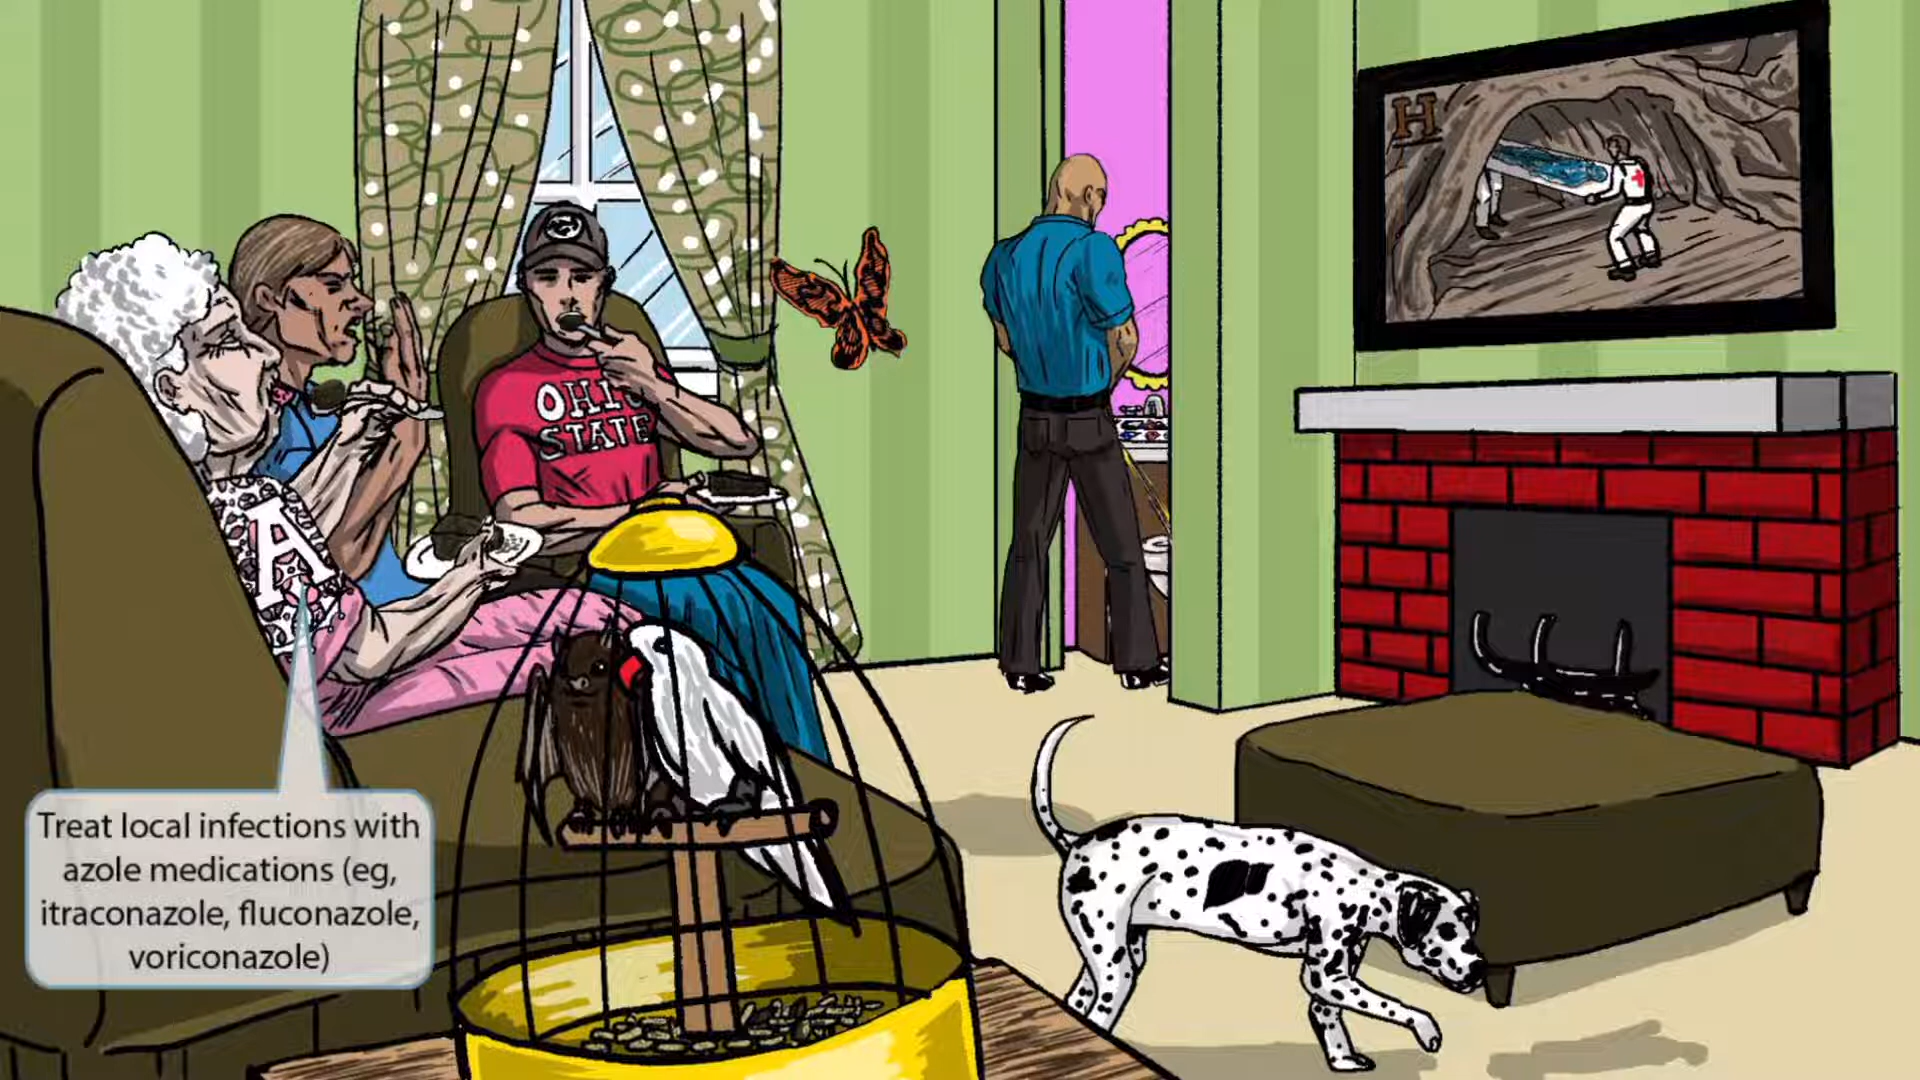 H
OHIO
STATE
A
Treat local infections with
azole medications (eg,
itraconazole, fluconazole,
voriconazole)